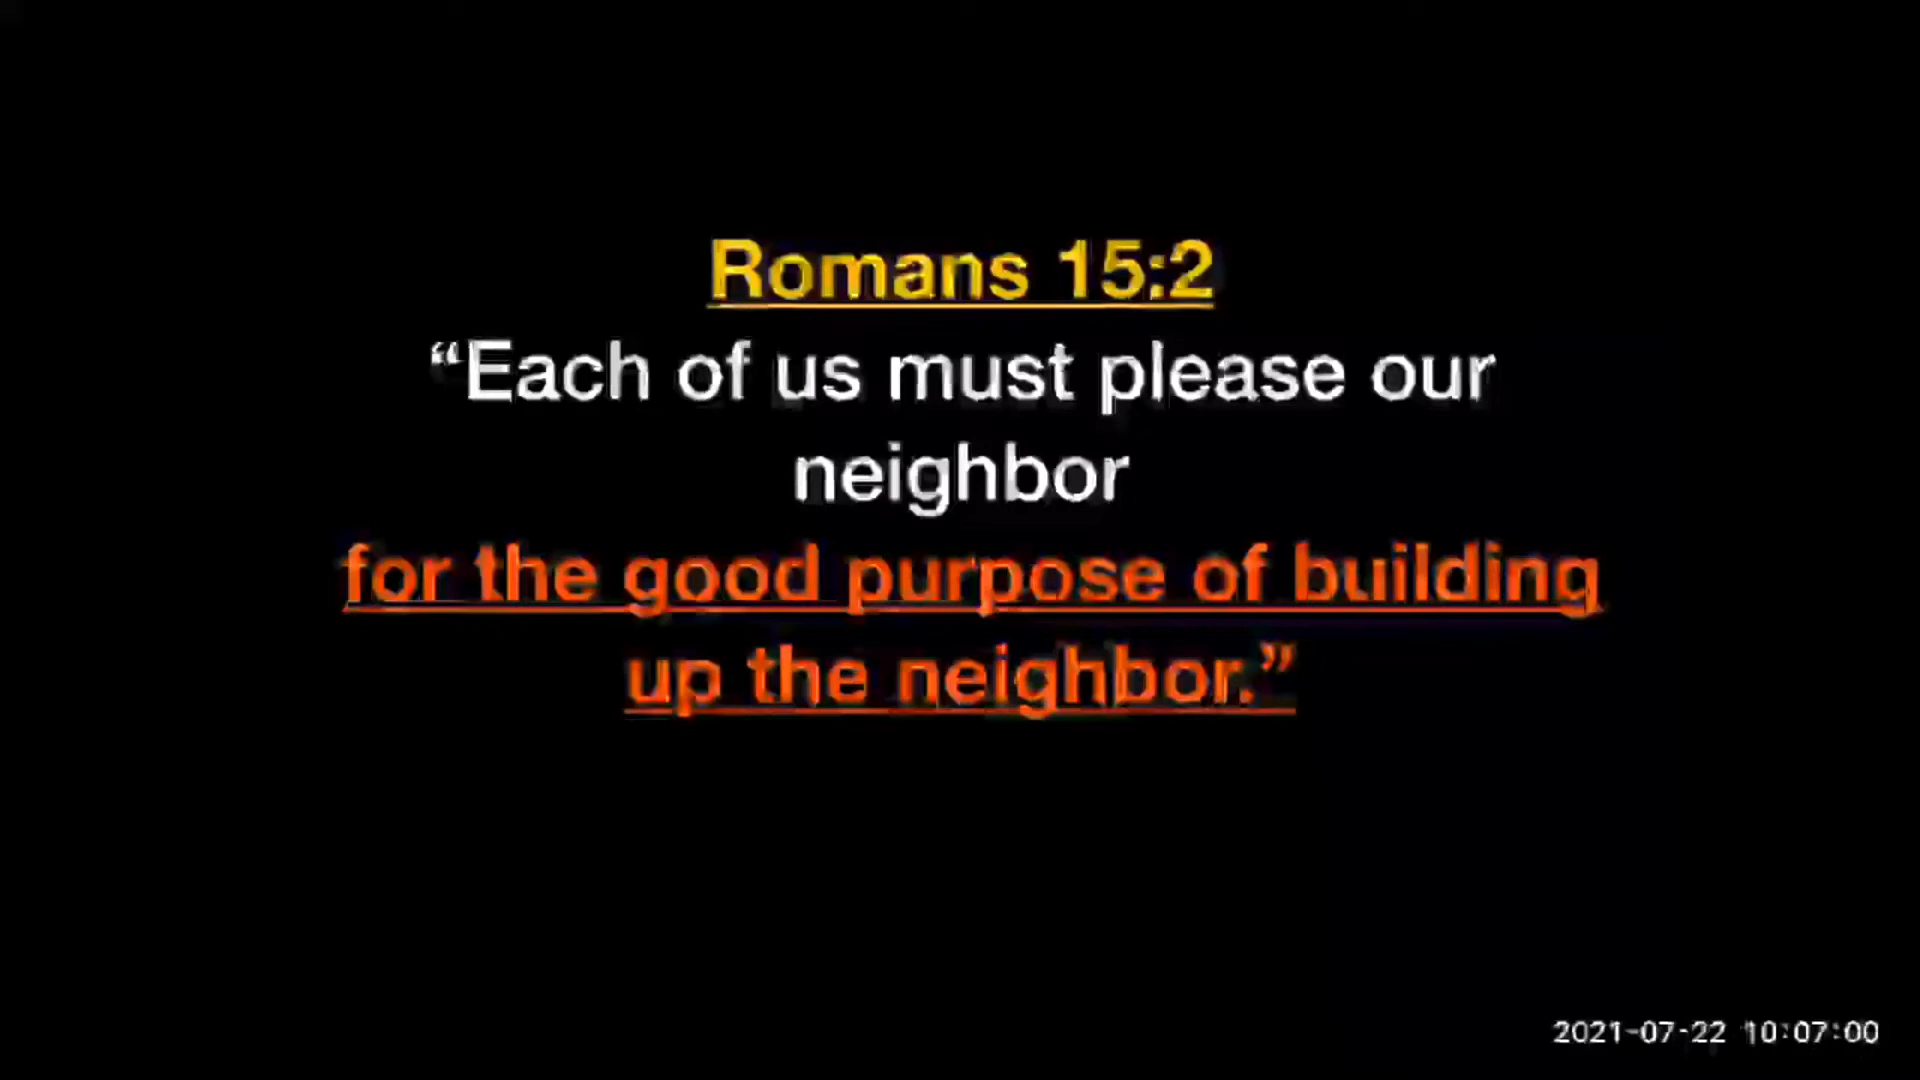 Romans 15:2
“Each of us must please our
neighbor
for the good purpose of building
up the neighbor.”
2021-07-22 10:07:00